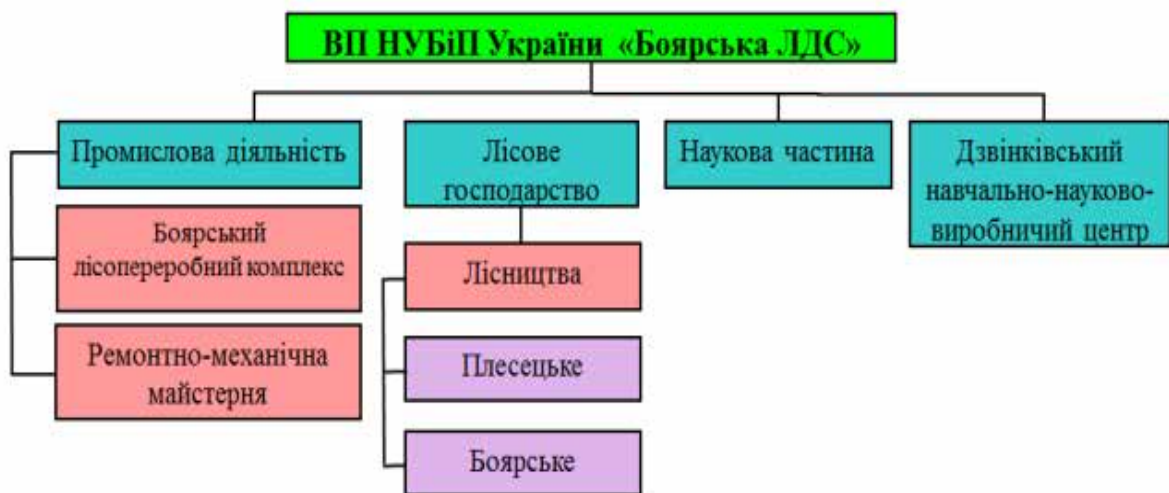 ВП НУБіП України «Боярська ЛДС»
Промислова діяльність
Боярський
лісопереробний комплекс
Ремонтно-механічна
майстерня
Лісове
господарство
Лісництва
Плесецьке
Боярське
Наукова частина
Дзвінківський
навчально-науково-
виробничий центр